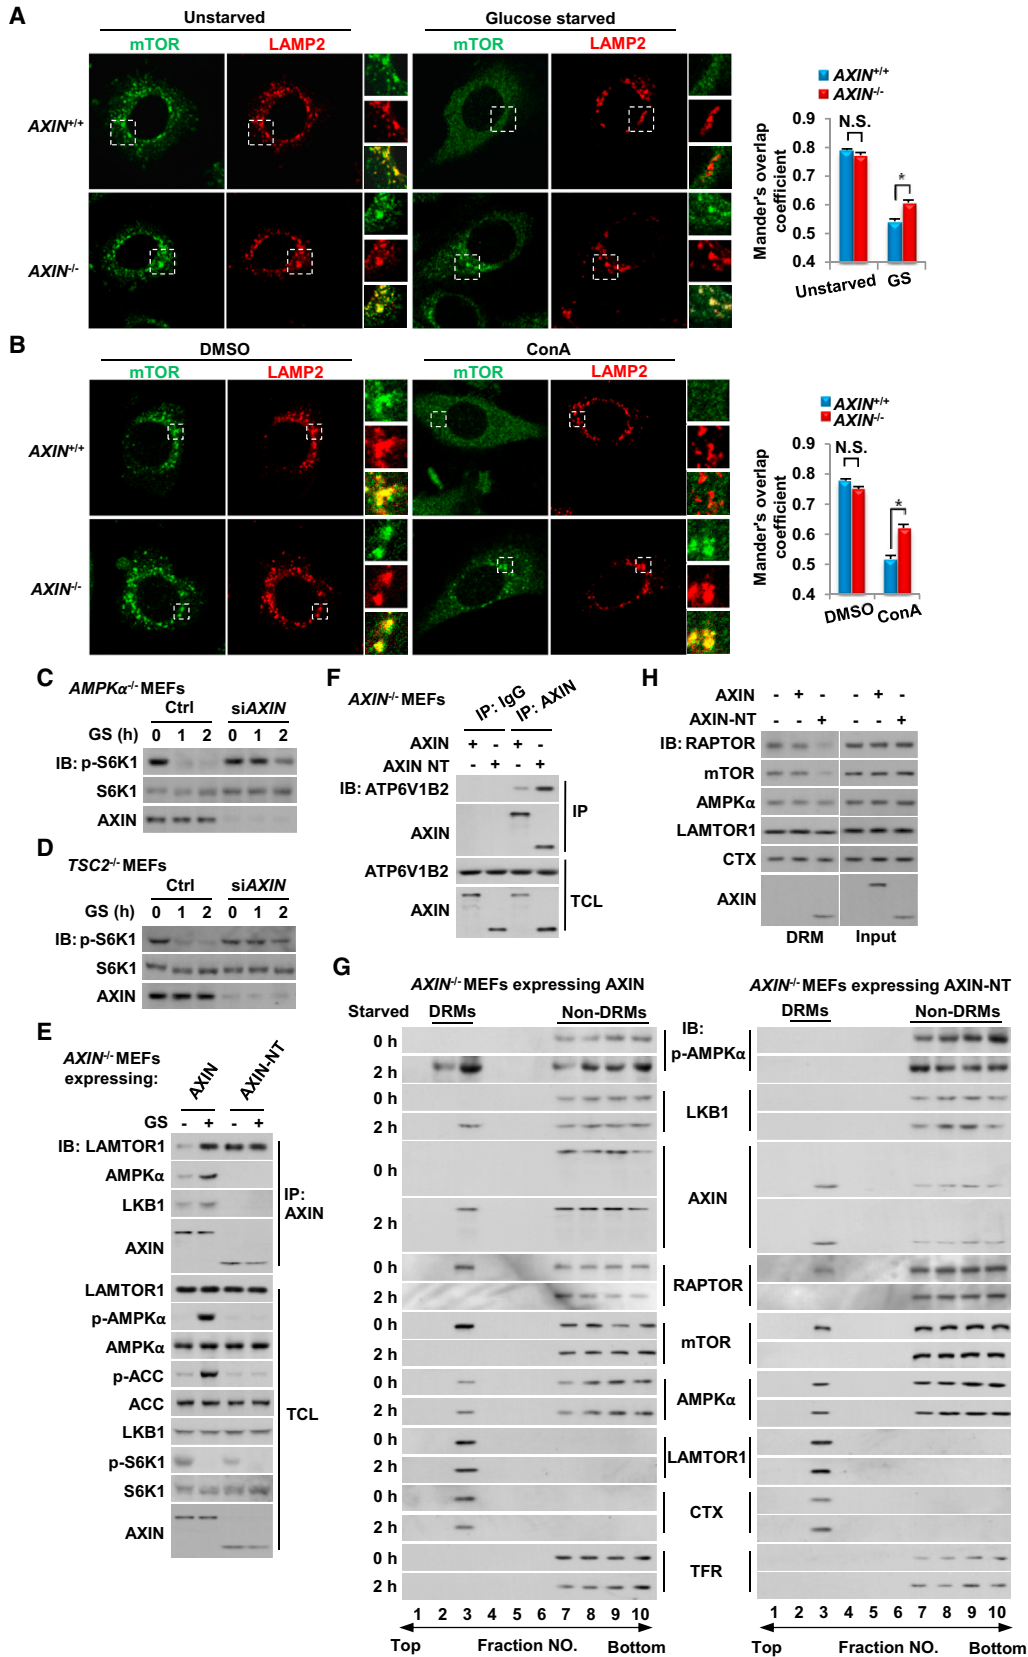 A
Unstarved
Glucose starved
mTOR
LAMP2
mTOR
LAMP2
AXIN+/+
AXIN-/-
AXIN+/+
AXIN-/-
Mander's overlap
coefficient
0.9
0.8
0.7
0.6
0.5
0.4
N.S.
*
Unstarved
GS
B
DMSO
ConA
mTOR
LAMP2
mTOR
LAMP2
AXIN+/+
AXIN-/-
AXIN+/+
AXIN-/-
Mander's overlap
coefficient
0.9
0.8
0.7
0.6
0.5
0.4
N.S.
*
DMSO
ConA
C
AMPKα-/- MEFs
Ctrl
siAXIN
GS (h)
0 1 2 0 1 2
IB: p-S6K1
S6K1
AXIN
D
TSC2-/- MEFs
Ctrl
siAXIN
GS (h)
0 1 2 0 1 2
IB: p-S6K1
S6K1
AXIN
E
AXIN-/- MEFs
expressing:
AXIN
AXIN-NT
GS - + - +
IB: LAMTOR1
AMPKα
LKB1
AXIN
IP:
AXIN
LAMTOR1
p-AMPKα
AMPKα
p-ACC
ACC
LKB1
p-S6K1
S6K1
AXIN
TCL
F
AXIN-/- MEFs
IP: IgG
IP: AXIN
AXIN + - + -
AXIN NT - + - +
IB: ATP6V1B2
AXIN
IP
ATP6V1B2
AXIN
TCL
H
AXIN - + - - + -
AXIN-NT - - + - - +
IB: RAPTOR
mTOR
AMPKα
LAMTOR1
CTX
AXIN
DRM
Input
G
AXIN-/- MEFs expressing AXIN
AXIN-/- MEFs expressing AXIN-NT
Starved
DRMs
Non-DRMs
DRMs
Non-DRMs
IB:
0 h
p-AMPKα
2 h
0 h
LKB1
2 h
0 h
AXIN
2 h
0 h
RAPTOR
2 h
0 h
mTOR
2 h
0 h
AMPKα
2 h
0 h
LAMTOR1
2 h
0 h
CTX
2 h
0 h
TFR
2 h
1 2 3 4 5 6 7 8 9 10
Top
Fraction NO.
Bottom
1 2 3 4 5 6 7 8 9 10
Top
Fraction NO.
Bottom